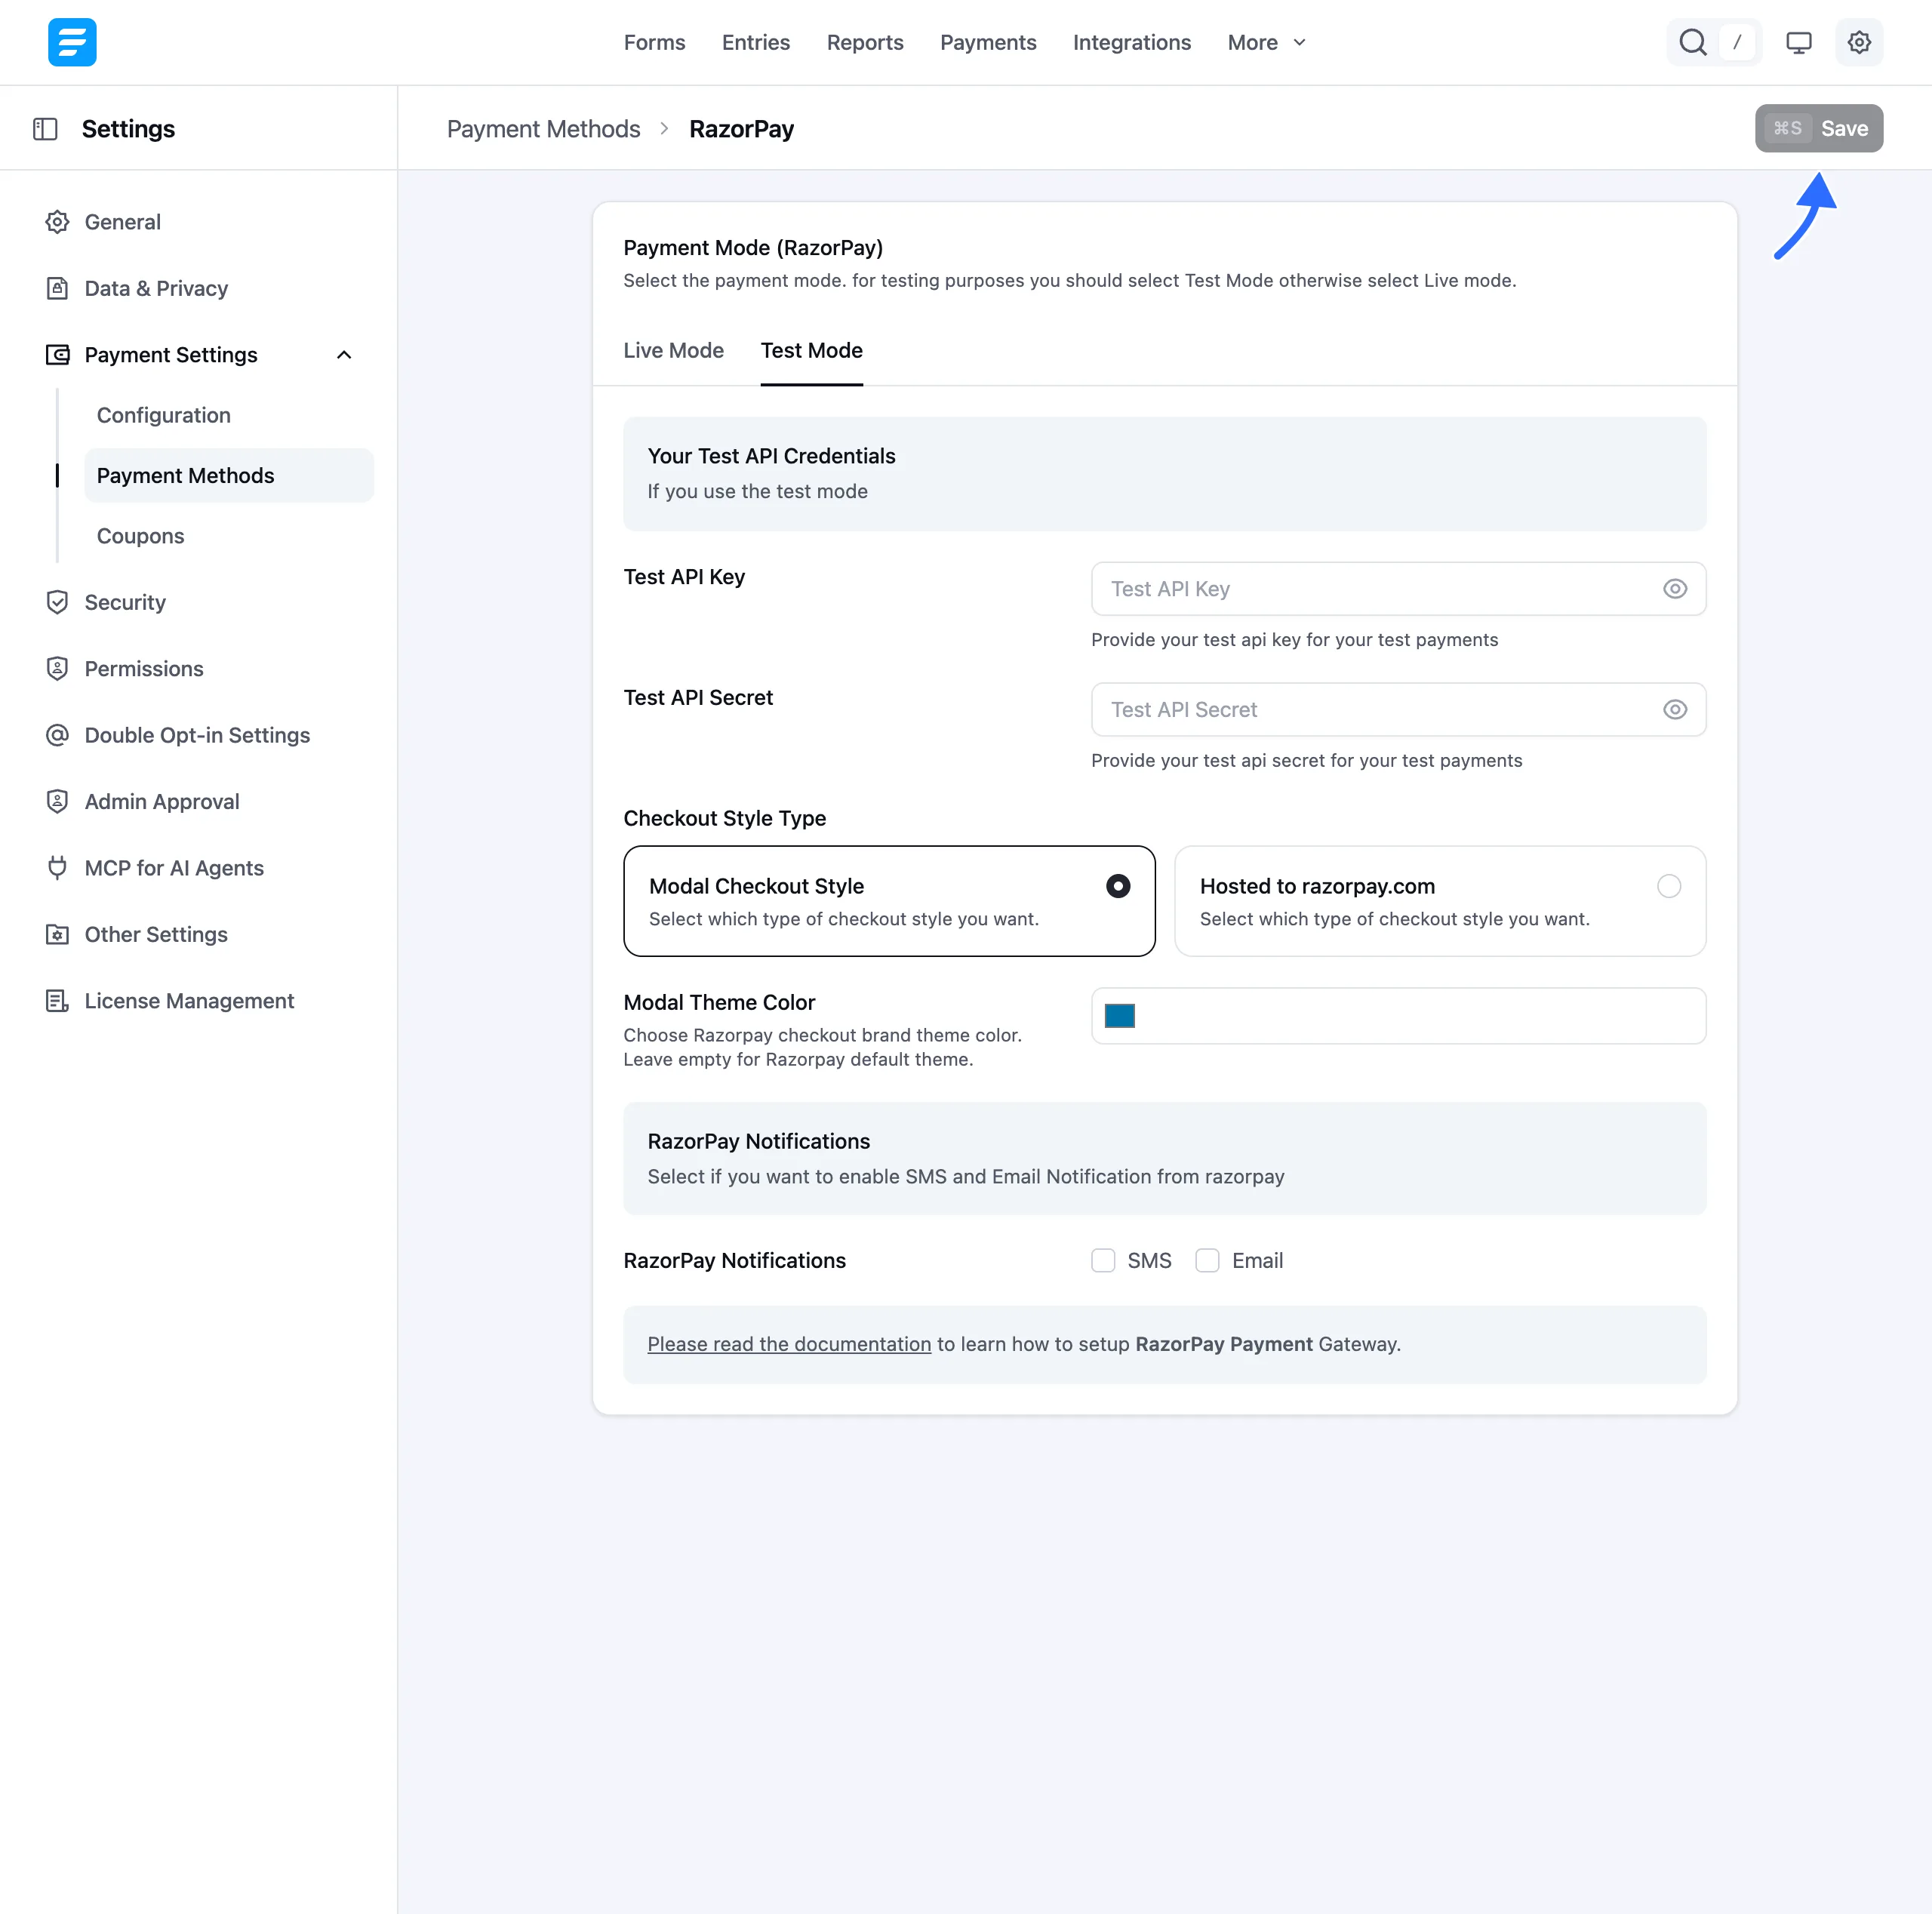 Forms
Entries
Reports
Payments
Integrations
More
/
Settings
Payment Methods
RazorPay
⌘S Save
General
Data & Privacy
Payment Settings
Configuration
Payment Methods
Coupons
Security
Permissions
Double Opt-in Settings
Admin Approval
MCP for AI Agents
Other Settings
License Management
Payment Mode (RazorPay)
Select the payment mode. for testing purposes you should select Test Mode otherwise select Live mode.
Live Mode
Test Mode
Your Test API Credentials
If you use the test mode
Test API Key
Test API Key
Provide your test api key for your test payments
Test API Secret
Test API Secret
Provide your test api secret for your test payments
Checkout Style Type
Modal Checkout Style
Select which type of checkout style you want.
Hosted to razorpay.com
Select which type of checkout style you want.
Modal Theme Color
Choose Razorpay checkout brand theme color.
Leave empty for Razorpay default theme.
RazorPay Notifications
Select if you want to enable SMS and Email Notification from razorpay
RazorPay Notifications
SMS
Email
Please read the documentation to learn how to setup RazorPay Payment Gateway.